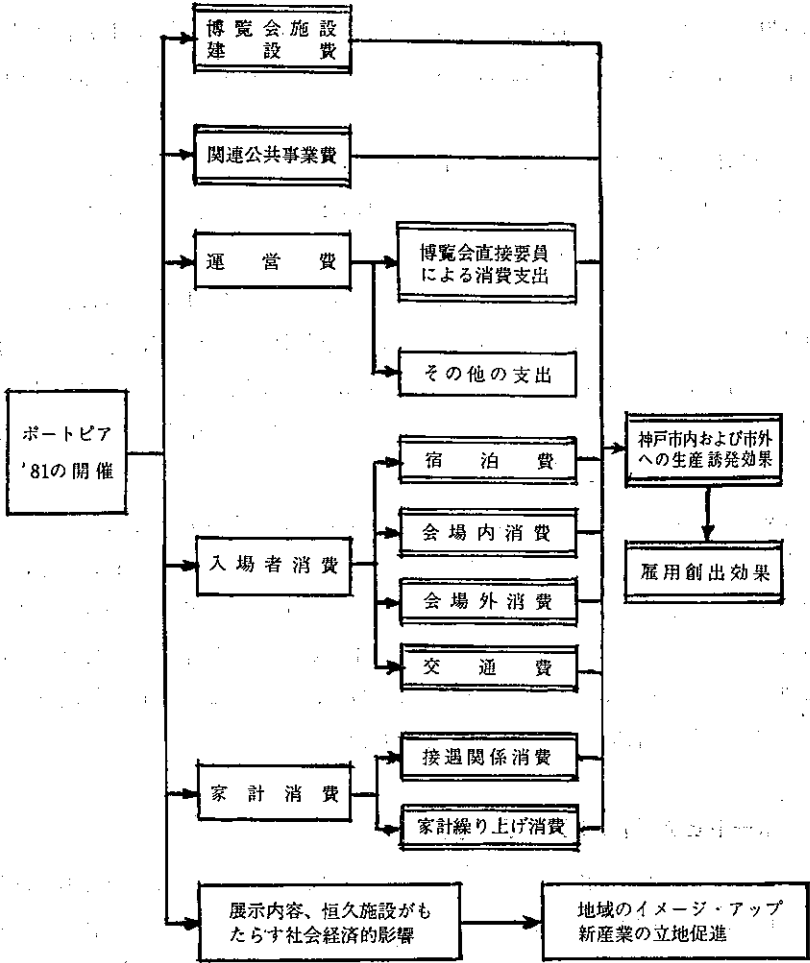 博覧会施設
建設費
関連公共事業費
運営費
博覧会直接要員
による消費支出
その他の支出
ポートピア
'81の開催
宿泊費
神戸市内および市外
への生産誘発効果
会場内消費
入場者消費
雇用創出効果
会場外消費
交通費
接遇関係消費
家計消費
家計繰り上げ消費
展示内容、恒久施設がも
たらす社会経済的影響
地域のイメージ・アップ
新産業の立地促進